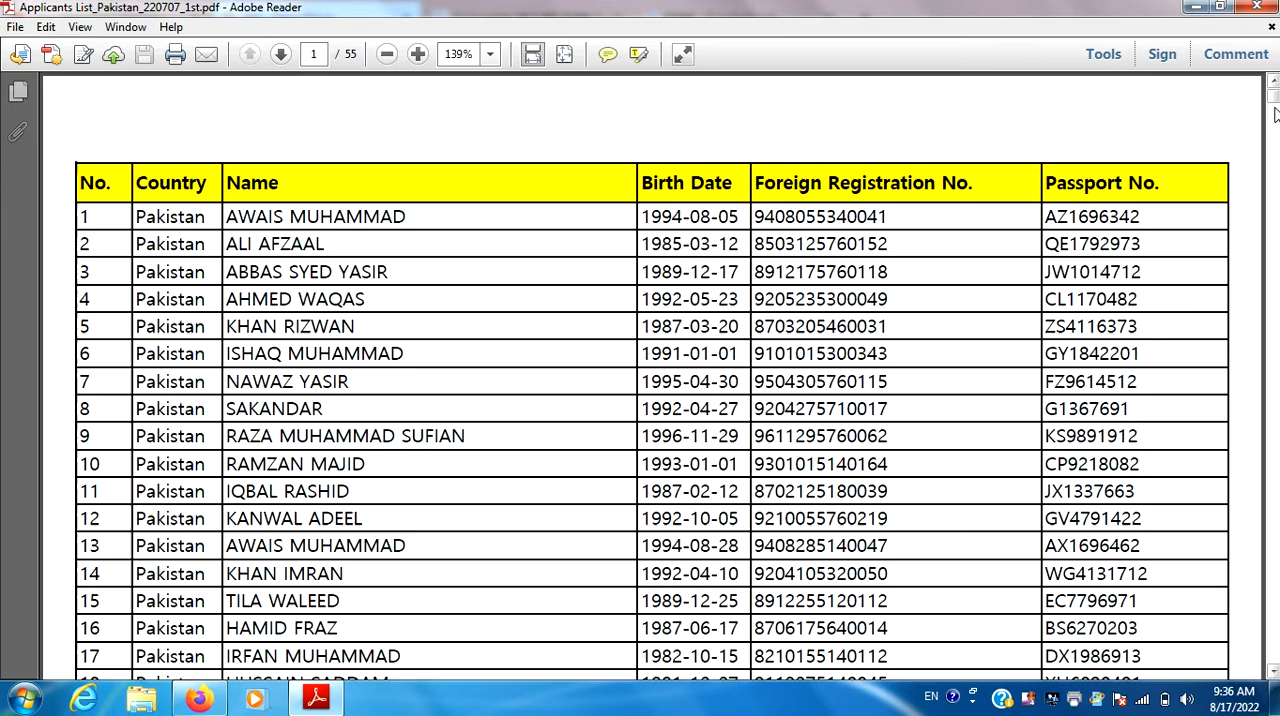 Applicants List_Pakistan_220707_1st.pdf - Adobe Reader
File Edit View Window Help
1 / 55 139% Tools Sign Comment
No. Country Name Birth Date Foreign Registration No. Passport No.
1 Pakistan AWAIS MUHAMMAD 1994-08-05 9408055340041 AZ1696342
2 Pakistan ALI AFZAAL 1985-03-12 8503125760152 QE1792973
3 Pakistan ABBAS SYED YASIR 1989-12-17 8912175760118 JW1014712
4 Pakistan AHMED WAQAS 1992-05-23 9205235300049 CL1170482
5 Pakistan KHAN RIZWAN 1987-03-20 8703205460031 ZS4116373
6 Pakistan ISHAQ MUHAMMAD 1991-01-01 9101015300343 GY1842201
7 Pakistan NAWAZ YASIR 1995-04-30 9504305760115 FZ9614512
8 Pakistan SAKANDAR 1992-04-27 9204275710017 G1367691
9 Pakistan RAZA MUHAMMAD SUFIAN 1996-11-29 9611295760062 KS9891912
10 Pakistan RAMZAN MAJID 1993-01-01 9301015140164 CP9218082
11 Pakistan IQBAL RASHID 1987-02-12 8702125180039 JX1337663
12 Pakistan KANWAL ADEEL 1992-10-05 9210055760219 GV4791422
13 Pakistan AWAIS MUHAMMAD 1994-08-28 9408285140047 AX1696462
14 Pakistan KHAN IMRAN 1992-04-10 9204105320050 WG4131712
15 Pakistan TILA WALEED 1989-12-25 8912255120112 EC7796971
16 Pakistan HAMID FRAZ 1987-06-17 8706175640014 BS6270203
17 Pakistan IRFAN MUHAMMAD 1982-10-15 8210155140112 DX1986913
EN 9:36 AM
8/17/2022